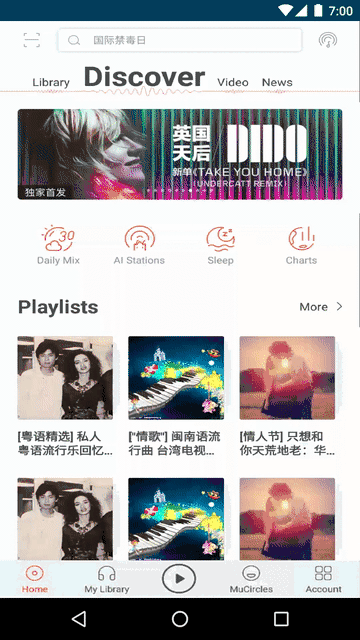 7:00
国际禁毒日
Library Discover Video News
英国
天后 DIDO
新单《TAKE YOU HOME》
(UNDERCATT REMIX)
独家首发
30
Daily Mix AI Stations Sleep Charts
Playlists More
[粤语精选] 私人 ["情歌"] 闽南语流 [情人节] 只想和
粤语流行乐回忆... 行曲 台湾电视... 你天荒地老：华...
Home My Library MuCircles Account